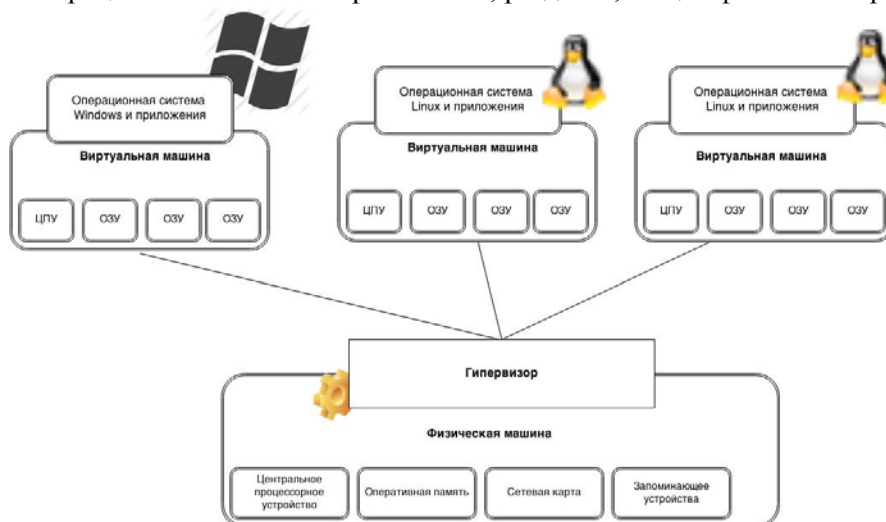 Операционная система
Windows и приложения
Виртуальная машина
ЦПУ
ОЗУ
ОЗУ
ОЗУ
Операционная система
Linux и приложения
Виртуальная машина
ЦПУ
ОЗУ
ОЗУ
ОЗУ
Операционная система
Linux и приложения
Виртуальная машина
ЦПУ
ОЗУ
ОЗУ
ОЗУ
Гипервизор
Физическая машина
Центральное
процессорное
устройство
Оперативная память
Сетевая карта
Запоминающее
устройства